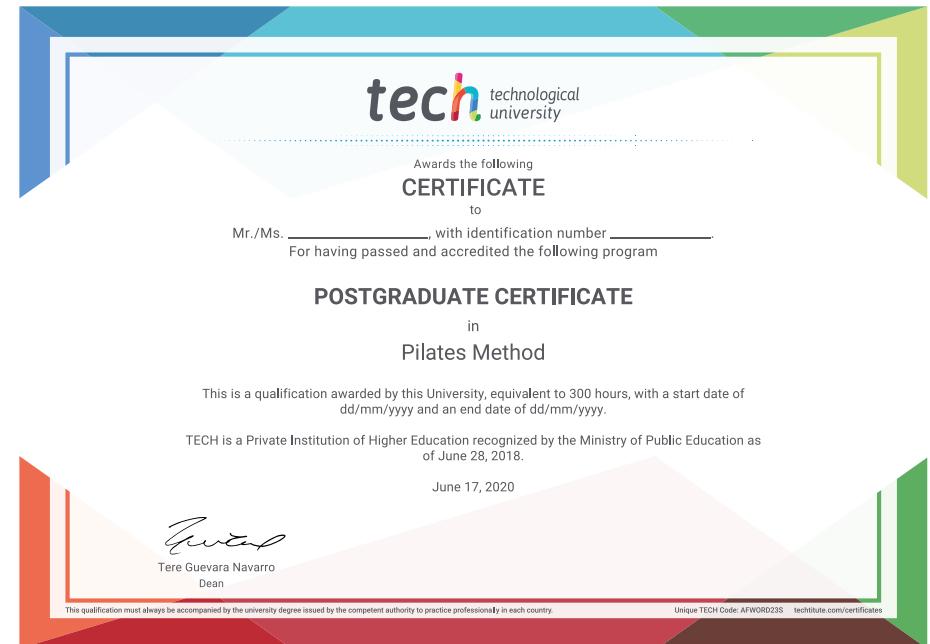 tech technological
university
Awards the following
CERTIFICATE
to
Mr./Ms. ____________________, with identification number ______________.
For having passed and accredited the following program
POSTGRADUATE CERTIFICATE
in
Pilates Method
This is a qualification awarded by this University, equivalent to 300 hours, with a start date of
dd/mm/yyyy and an end date of dd/mm/yyyy.
TECH is a Private Institution of Higher Education recognized by the Ministry of Public Education as
of June 28, 2018.
June 17, 2020
Tere Guevara Navarro
Dean
This qualification must always be accompanied by the university degree issued by the competent authority to practice professionally in each country. Unique TECH Code: AFWORD23S techtitute.com/certificates